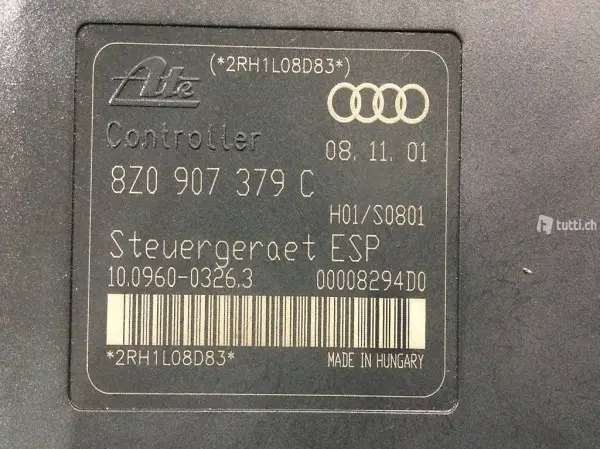 (*2RH1L08D83*)
Ate
Controller
08.11.01
8Z0 907 379 C
H01/S0801
Steuergeraet ESP
10.0960-0326.3 00008294D0
*2RH1L08D83* MADE IN HUNGARY
tutti.ch